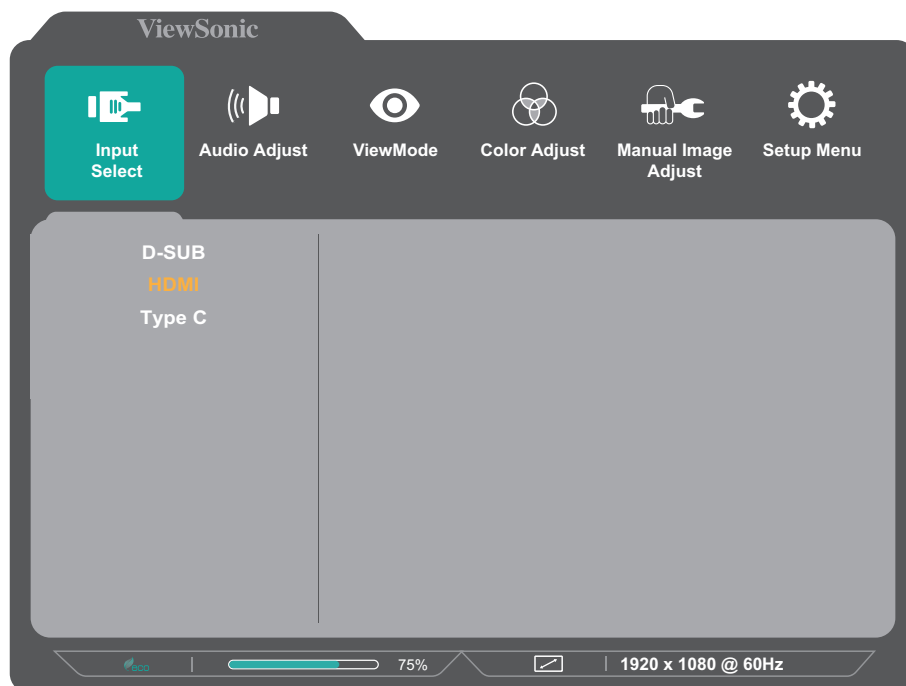 ViewSonic
Input
Select
Audio Adjust
ViewMode
Color Adjust
Manual Image
Adjust
Setup Menu
D-SUB
HDMI
Type C
eco
75%
1920 x 1080 @ 60Hz